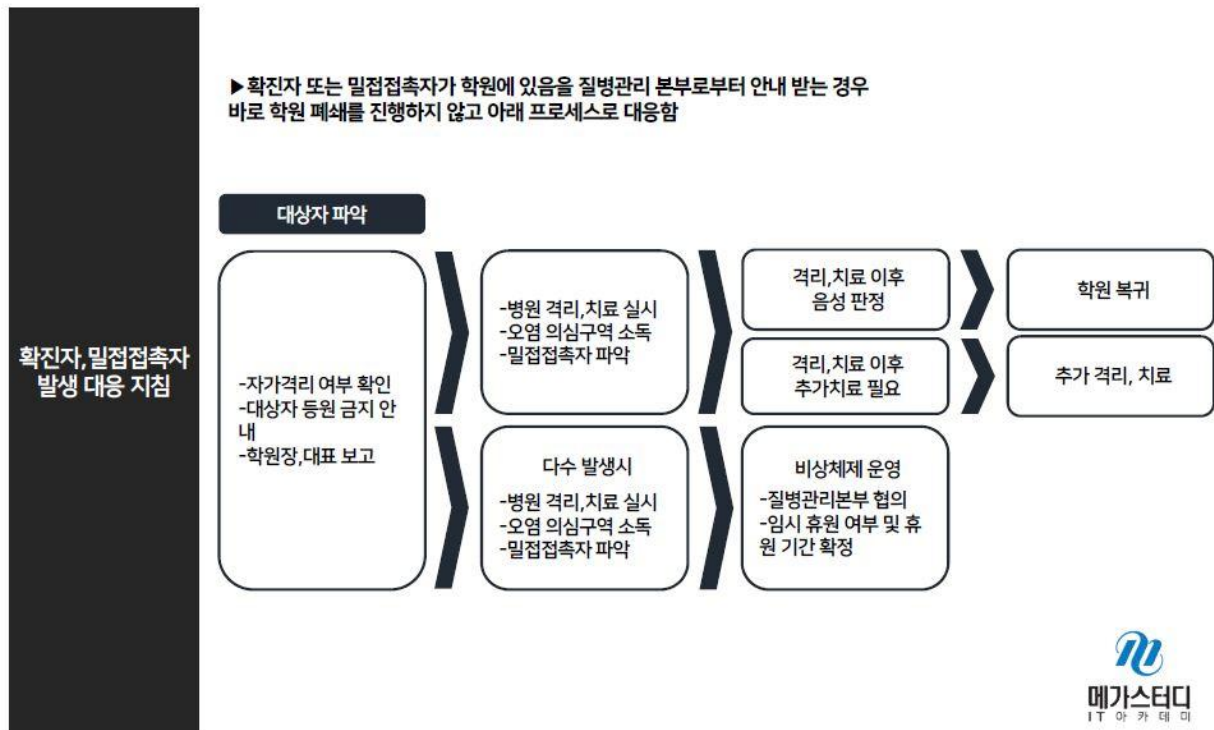 ▶확진자 또는 밀접접촉자가 학원에 있음을 질병관리 본부로부터 안내 받는 경우
바로 학원 폐쇄를 진행하지 않고 아래 프로세스로 대응함
확진자,밀접접촉자
발생 대응 지침
대상자 파악
-자가격리 여부 확인
-대상자 등원 금지 안
내
-학원장,대표 보고
-병원 격리,치료 실시
-오염 의심구역 소독
-밀접접촉자 파악
격리,치료 이후
음성 판정
학원 복귀
격리,치료 이후
추가치료 필요
추가 격리, 치료
다수 발생시
-병원 격리,치료 실시
-오염 의심구역 소독
-밀접접촉자 파악
비상체제 운영
-질병관리본부 협의
-임시 휴원 여부 및 휴
원 기간 확정
메가스터디
IT 아카데미